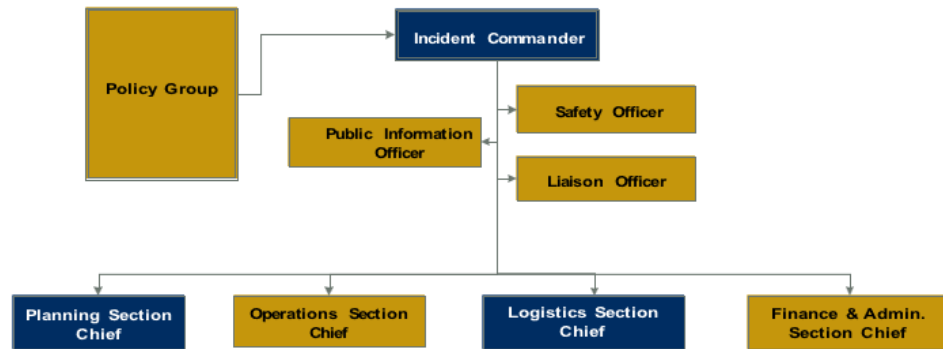 Incident Commander
Policy Group
Safety Officer
Public Information
Officer
Liaison Officer
Planning Section
Chief
Operations Section
Chief
Logistics Section
Chief
Finance & Admin.
Section Chief